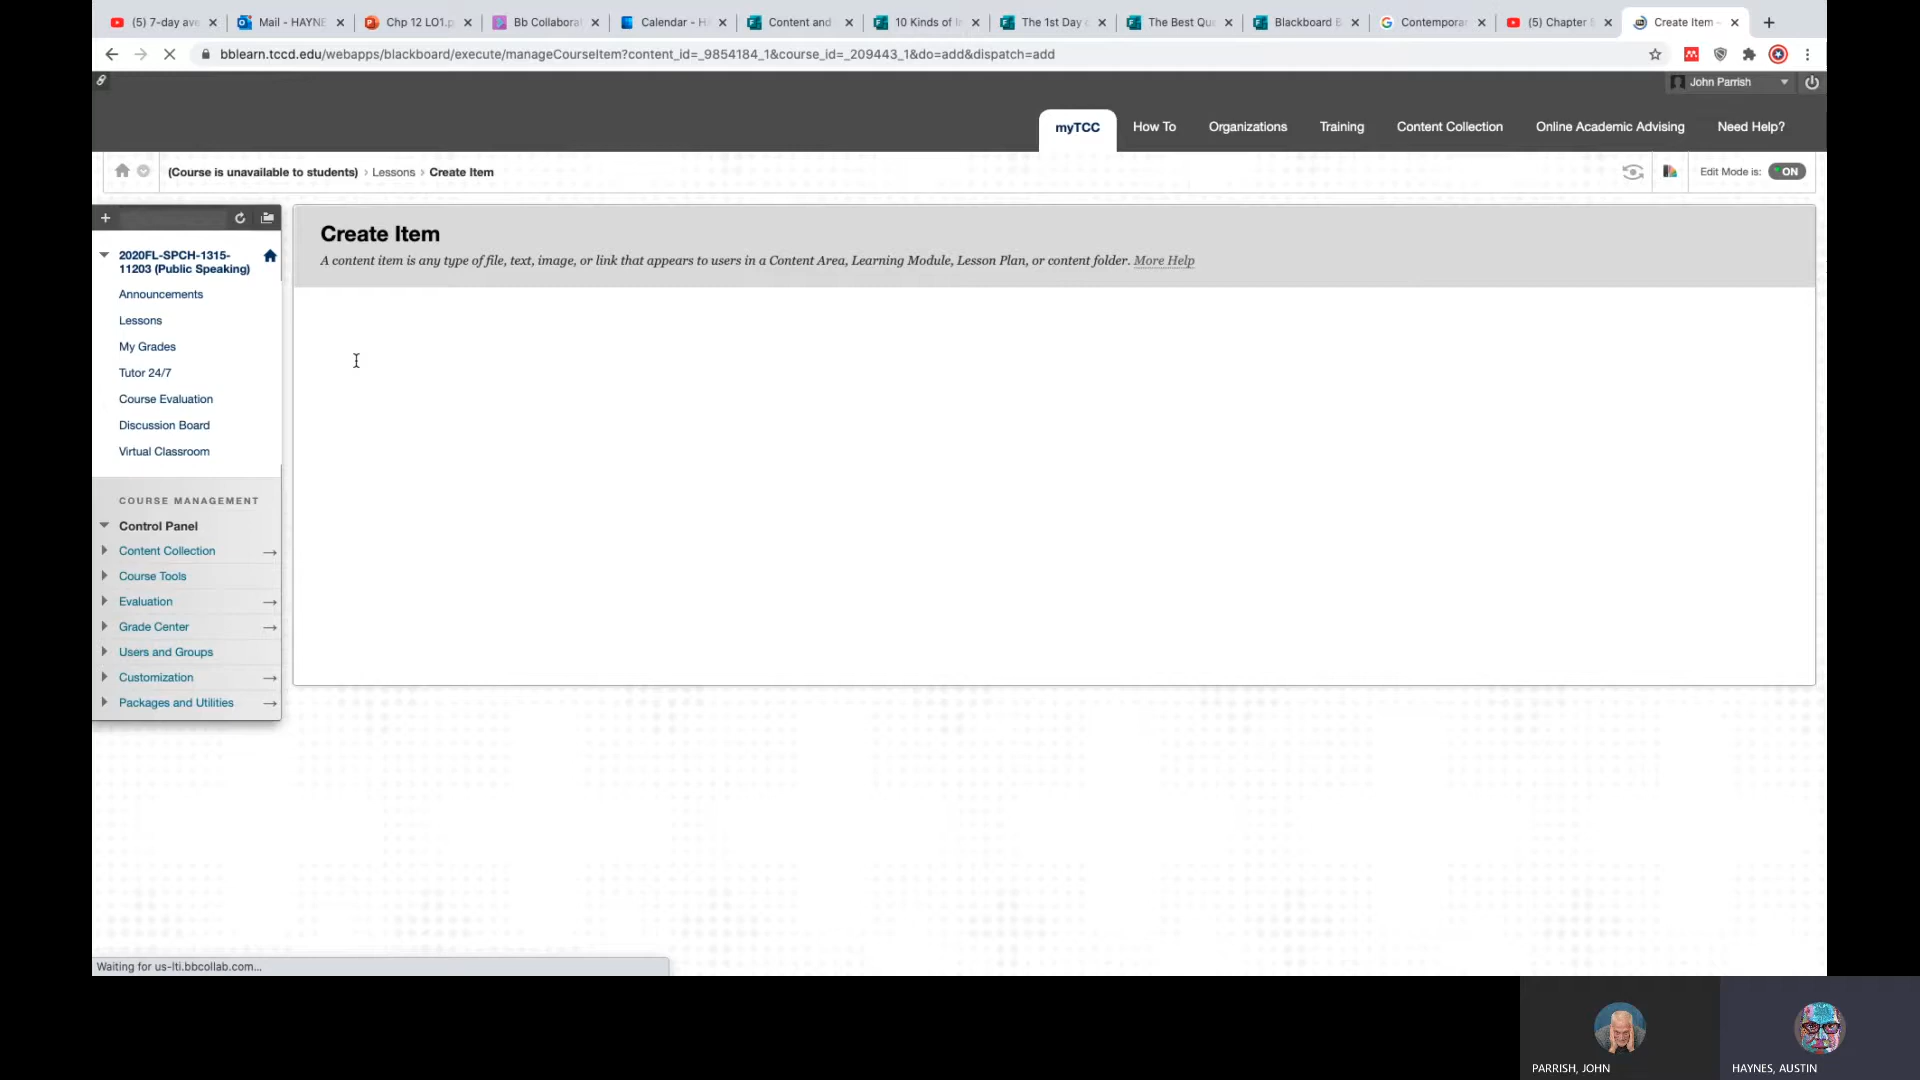 (5) 7-day ave
Mail - HAYNE
Chp 12 LO1.p
Bb Collabora
Calendar - H
Content and
10 Kinds of I
The 1st Day o
The Best Qu
Blackboard B
Contempora
(5) Chapter
Create Item -
bblearn.tccd.edu/webapps/blackboard/execute/manageCourseItem?content_id=_9854184_1&course_id=_209443_1&do=add&dispatch=add
John Parrish
myTCC
How To
Organizations
Training
Content Collection
Online Academic Advising
Need Help?
(Course is unavailable to students) › Lessons › Create Item
Edit Mode is: ON
Create Item
A content item is any type of file, text, image, or link that appears to users in a Content Area, Learning Module, Lesson Plan, or content folder. More Help
2020FL-SPCH-1315-
11203 (Public Speaking)
Announcements
Lessons
My Grades
Tutor 24/7
Course Evaluation
Discussion Board
Virtual Classroom
COURSE MANAGEMENT
Control Panel
Content Collection
Course Tools
Evaluation
Grade Center
Users and Groups
Customization
Packages and Utilities
Waiting for us-lti.bbcollab.com...
PARRISH, JOHN
HAYNES, AUSTIN